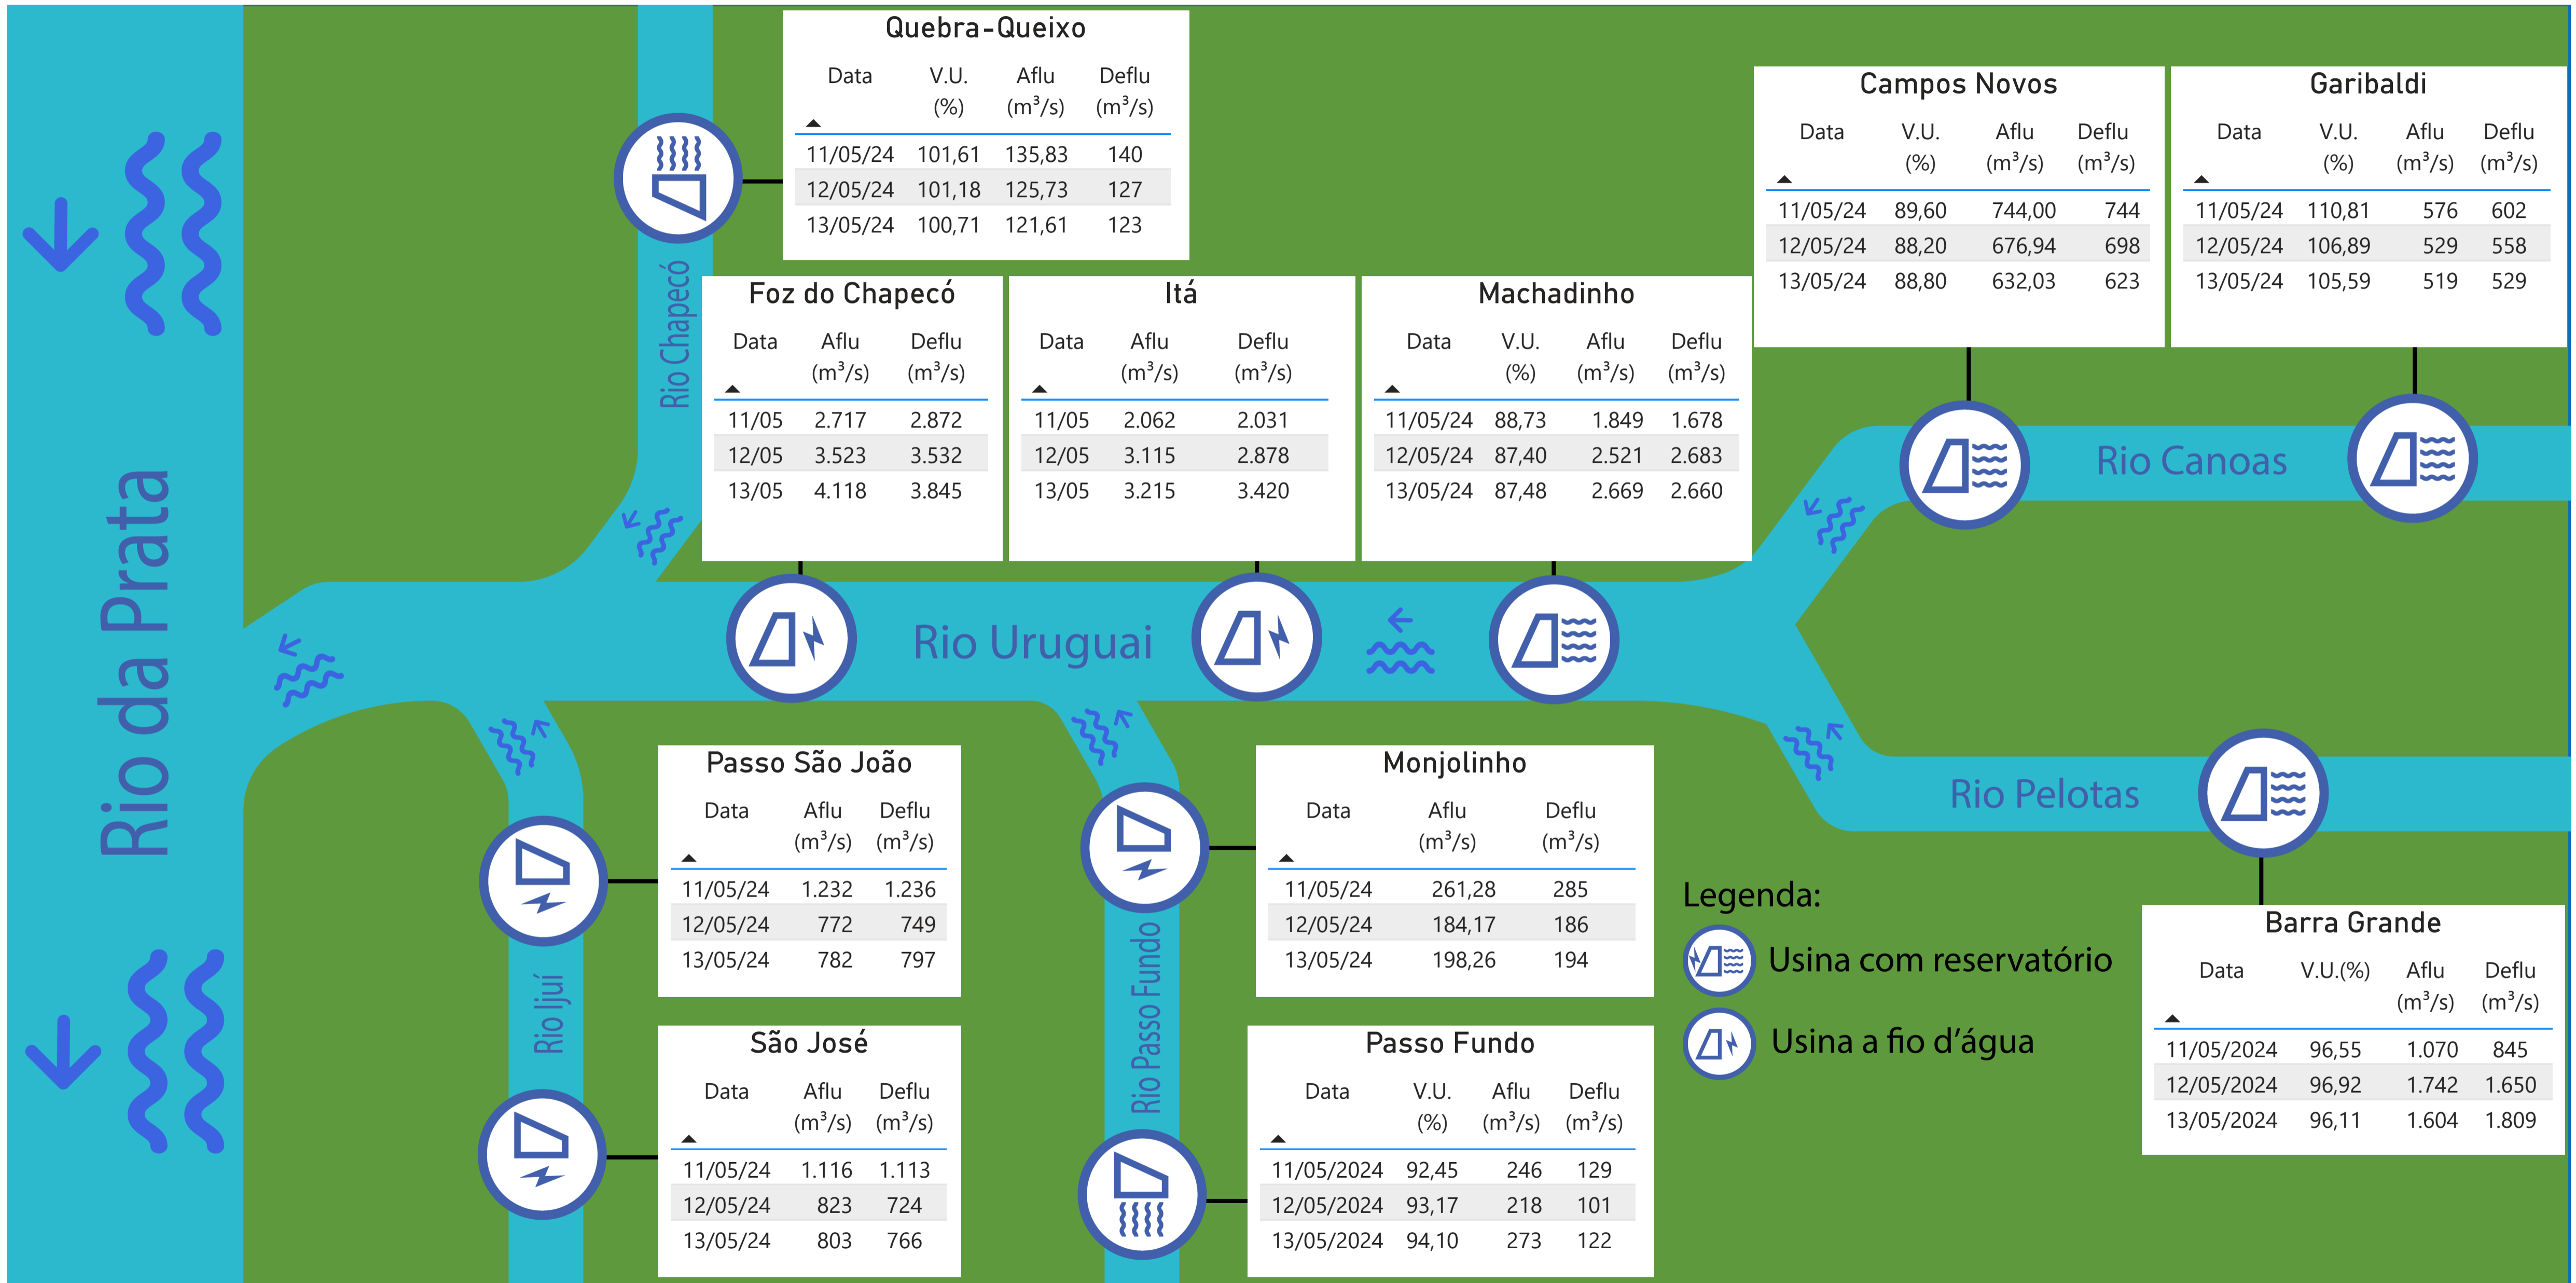 Rio da Prata
Quebra-Queixo
Data V.U. Aflu Deflu
(%) (m³/s) (m³/s)
11/05/24 101,61 135,83 140
12/05/24 101,18 125,73 127
13/05/24 100,71 121,61 123
Rio Chapecó
Campos Novos
Data V.U. Aflu Deflu
(%) (m³/s) (m³/s)
11/05/24 89,60 744,00 744
12/05/24 88,20 676,94 698
13/05/24 88,80 632,03 623
Garibaldi
Data V.U. Aflu Deflu
(%) (m³/s) (m³/s)
11/05/24 110,81 576 602
12/05/24 106,89 529 558
13/05/24 105,59 519 529
Foz do Chapecó
Data Aflu Deflu
(m³/s) (m³/s)
11/05 2.717 2.872
12/05 3.523 3.532
13/05 4.118 3.845
Itá
Data Aflu Deflu
(m³/s) (m³/s)
11/05 2.062 2.031
12/05 3.115 2.878
13/05 3.215 3.420
Machadinho
Data V.U. Aflu Deflu
(%) (m³/s) (m³/s)
11/05/24 88,73 1.849 1.678
12/05/24 87,40 2.521 2.683
13/05/24 87,48 2.669 2.660
Rio Canoas
Rio Uruguai
Rio Pelotas
Passo São João
Data Aflu Deflu
(m³/s) (m³/s)
11/05/24 1.232 1.236
12/05/24 772 749
13/05/24 782 797
Rio Ijuí
São José
Data Aflu Deflu
(m³/s) (m³/s)
11/05/24 1.116 1.113
12/05/24 823 724
13/05/24 803 766
Monjolinho
Data Aflu Deflu
(m³/s) (m³/s)
11/05/24 261,28 285
12/05/24 184,17 186
13/05/24 198,26 194
Rio Passo Fundo
Passo Fundo
Data V.U. Aflu Deflu
(%) (m³/s) (m³/s)
11/05/2024 92,45 246 129
12/05/2024 93,17 218 101
13/05/2024 94,10 273 122
Legenda:
Usina com reservatório
Usina a fio d’água
Barra Grande
Data V.U.(%) Aflu Deflu
(m³/s) (m³/s)
11/05/2024 96,55 1.070 845
12/05/2024 96,92 1.742 1.650
13/05/2024 96,11 1.604 1.809